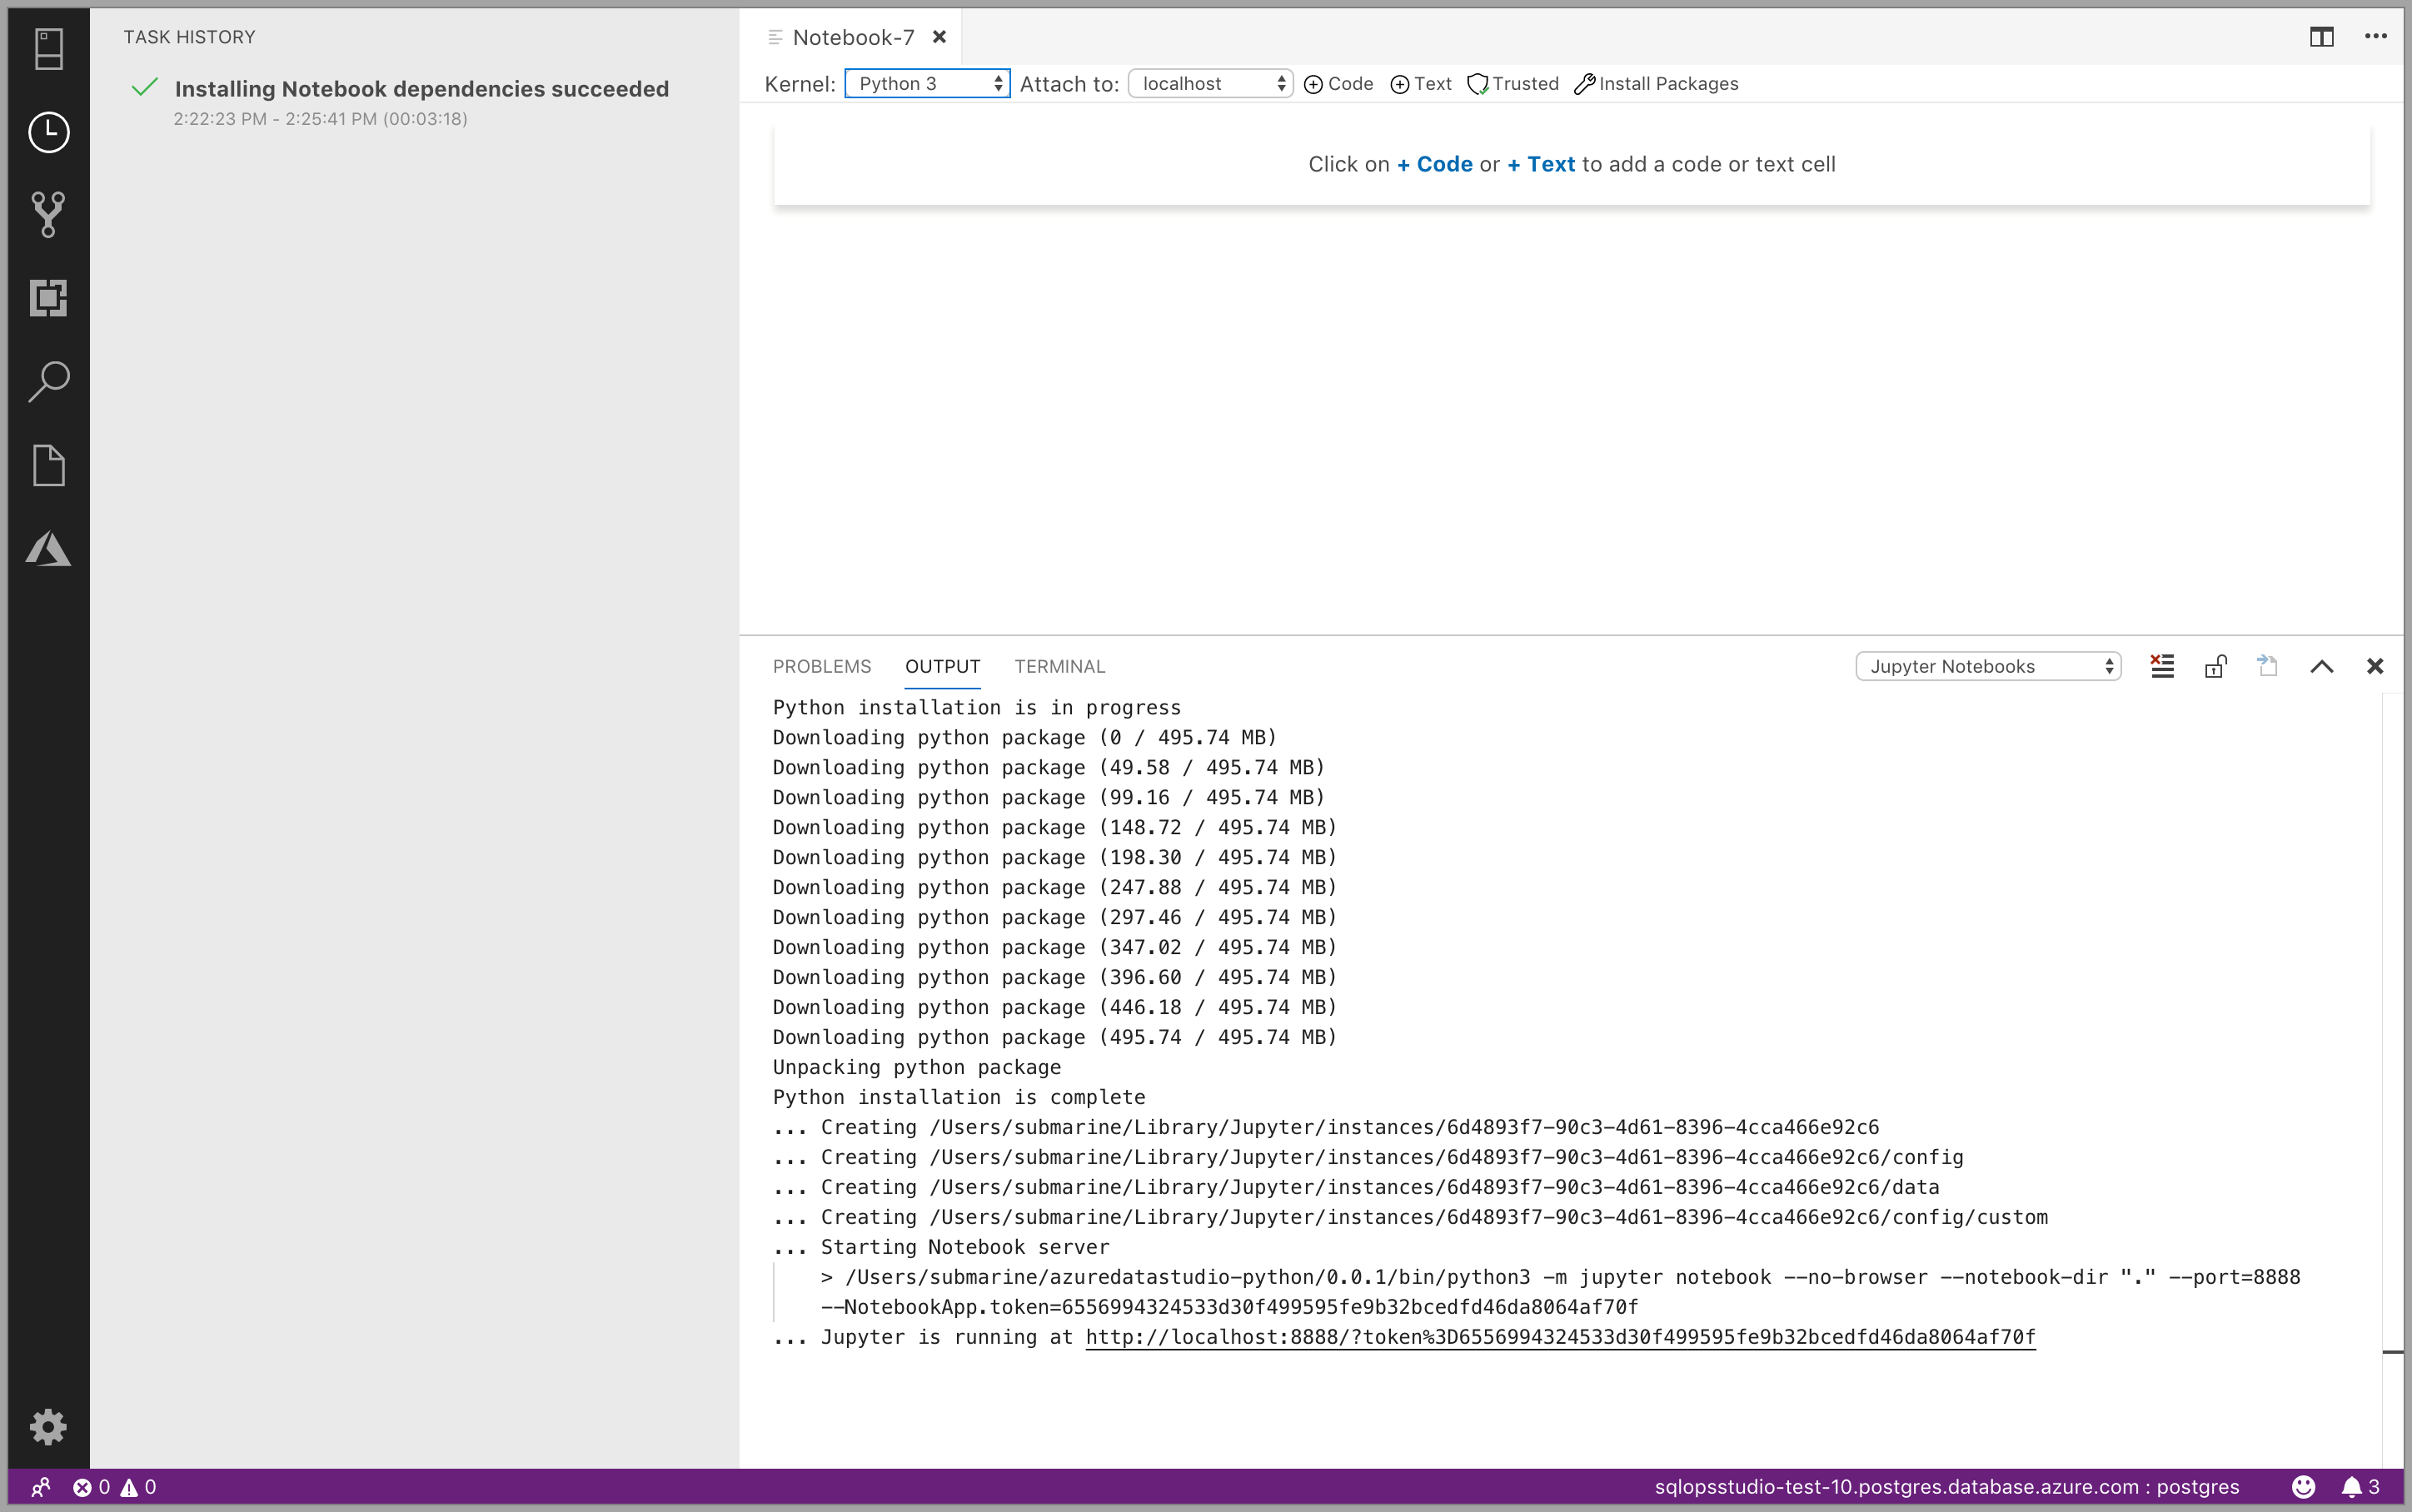 TASK HISTORY
Installing Notebook dependencies succeeded
2:22:23 PM - 2:25:41 PM (00:03:18)
Notebook-7
Kernel: Python 3 Attach to: localhost Code Text Trusted Install Packages
Click on + Code or + Text to add a code or text cell
PROBLEMS OUTPUT TERMINAL Jupyter Notebooks
Python installation is in progress
Downloading python package (0 / 495.74 MB)
Downloading python package (49.58 / 495.74 MB)
Downloading python package (99.16 / 495.74 MB)
Downloading python package (148.72 / 495.74 MB)
Downloading python package (198.30 / 495.74 MB)
Downloading python package (247.88 / 495.74 MB)
Downloading python package (297.46 / 495.74 MB)
Downloading python package (347.02 / 495.74 MB)
Downloading python package (396.60 / 495.74 MB)
Downloading python package (446.18 / 495.74 MB)
Downloading python package (495.74 / 495.74 MB)
Unpacking python package
Python installation is complete
... Creating /Users/submarine/Library/Jupyter/instances/6d4893f7-90c3-4d61-8396-4cca466e92c6
... Creating /Users/submarine/Library/Jupyter/instances/6d4893f7-90c3-4d61-8396-4cca466e92c6/config
... Creating /Users/submarine/Library/Jupyter/instances/6d4893f7-90c3-4d61-8396-4cca466e92c6/data
... Creating /Users/submarine/Library/Jupyter/instances/6d4893f7-90c3-4d61-8396-4cca466e92c6/config/custom
... Starting Notebook server
> /Users/submarine/azuredatastudio-python/0.0.1/bin/python3 -m jupyter notebook --no-browser --notebook-dir "." --port=8888
--NotebookApp.token=6556994324533d30f499595fe9b32bcedfd46da8064af70f
... Jupyter is running at http://localhost:8888/?token%3D6556994324533d30f499595fe9b32bcedfd46da8064af70f
0 0 sqlopsstudio-test-10.postgres.database.azure.com : postgres 3